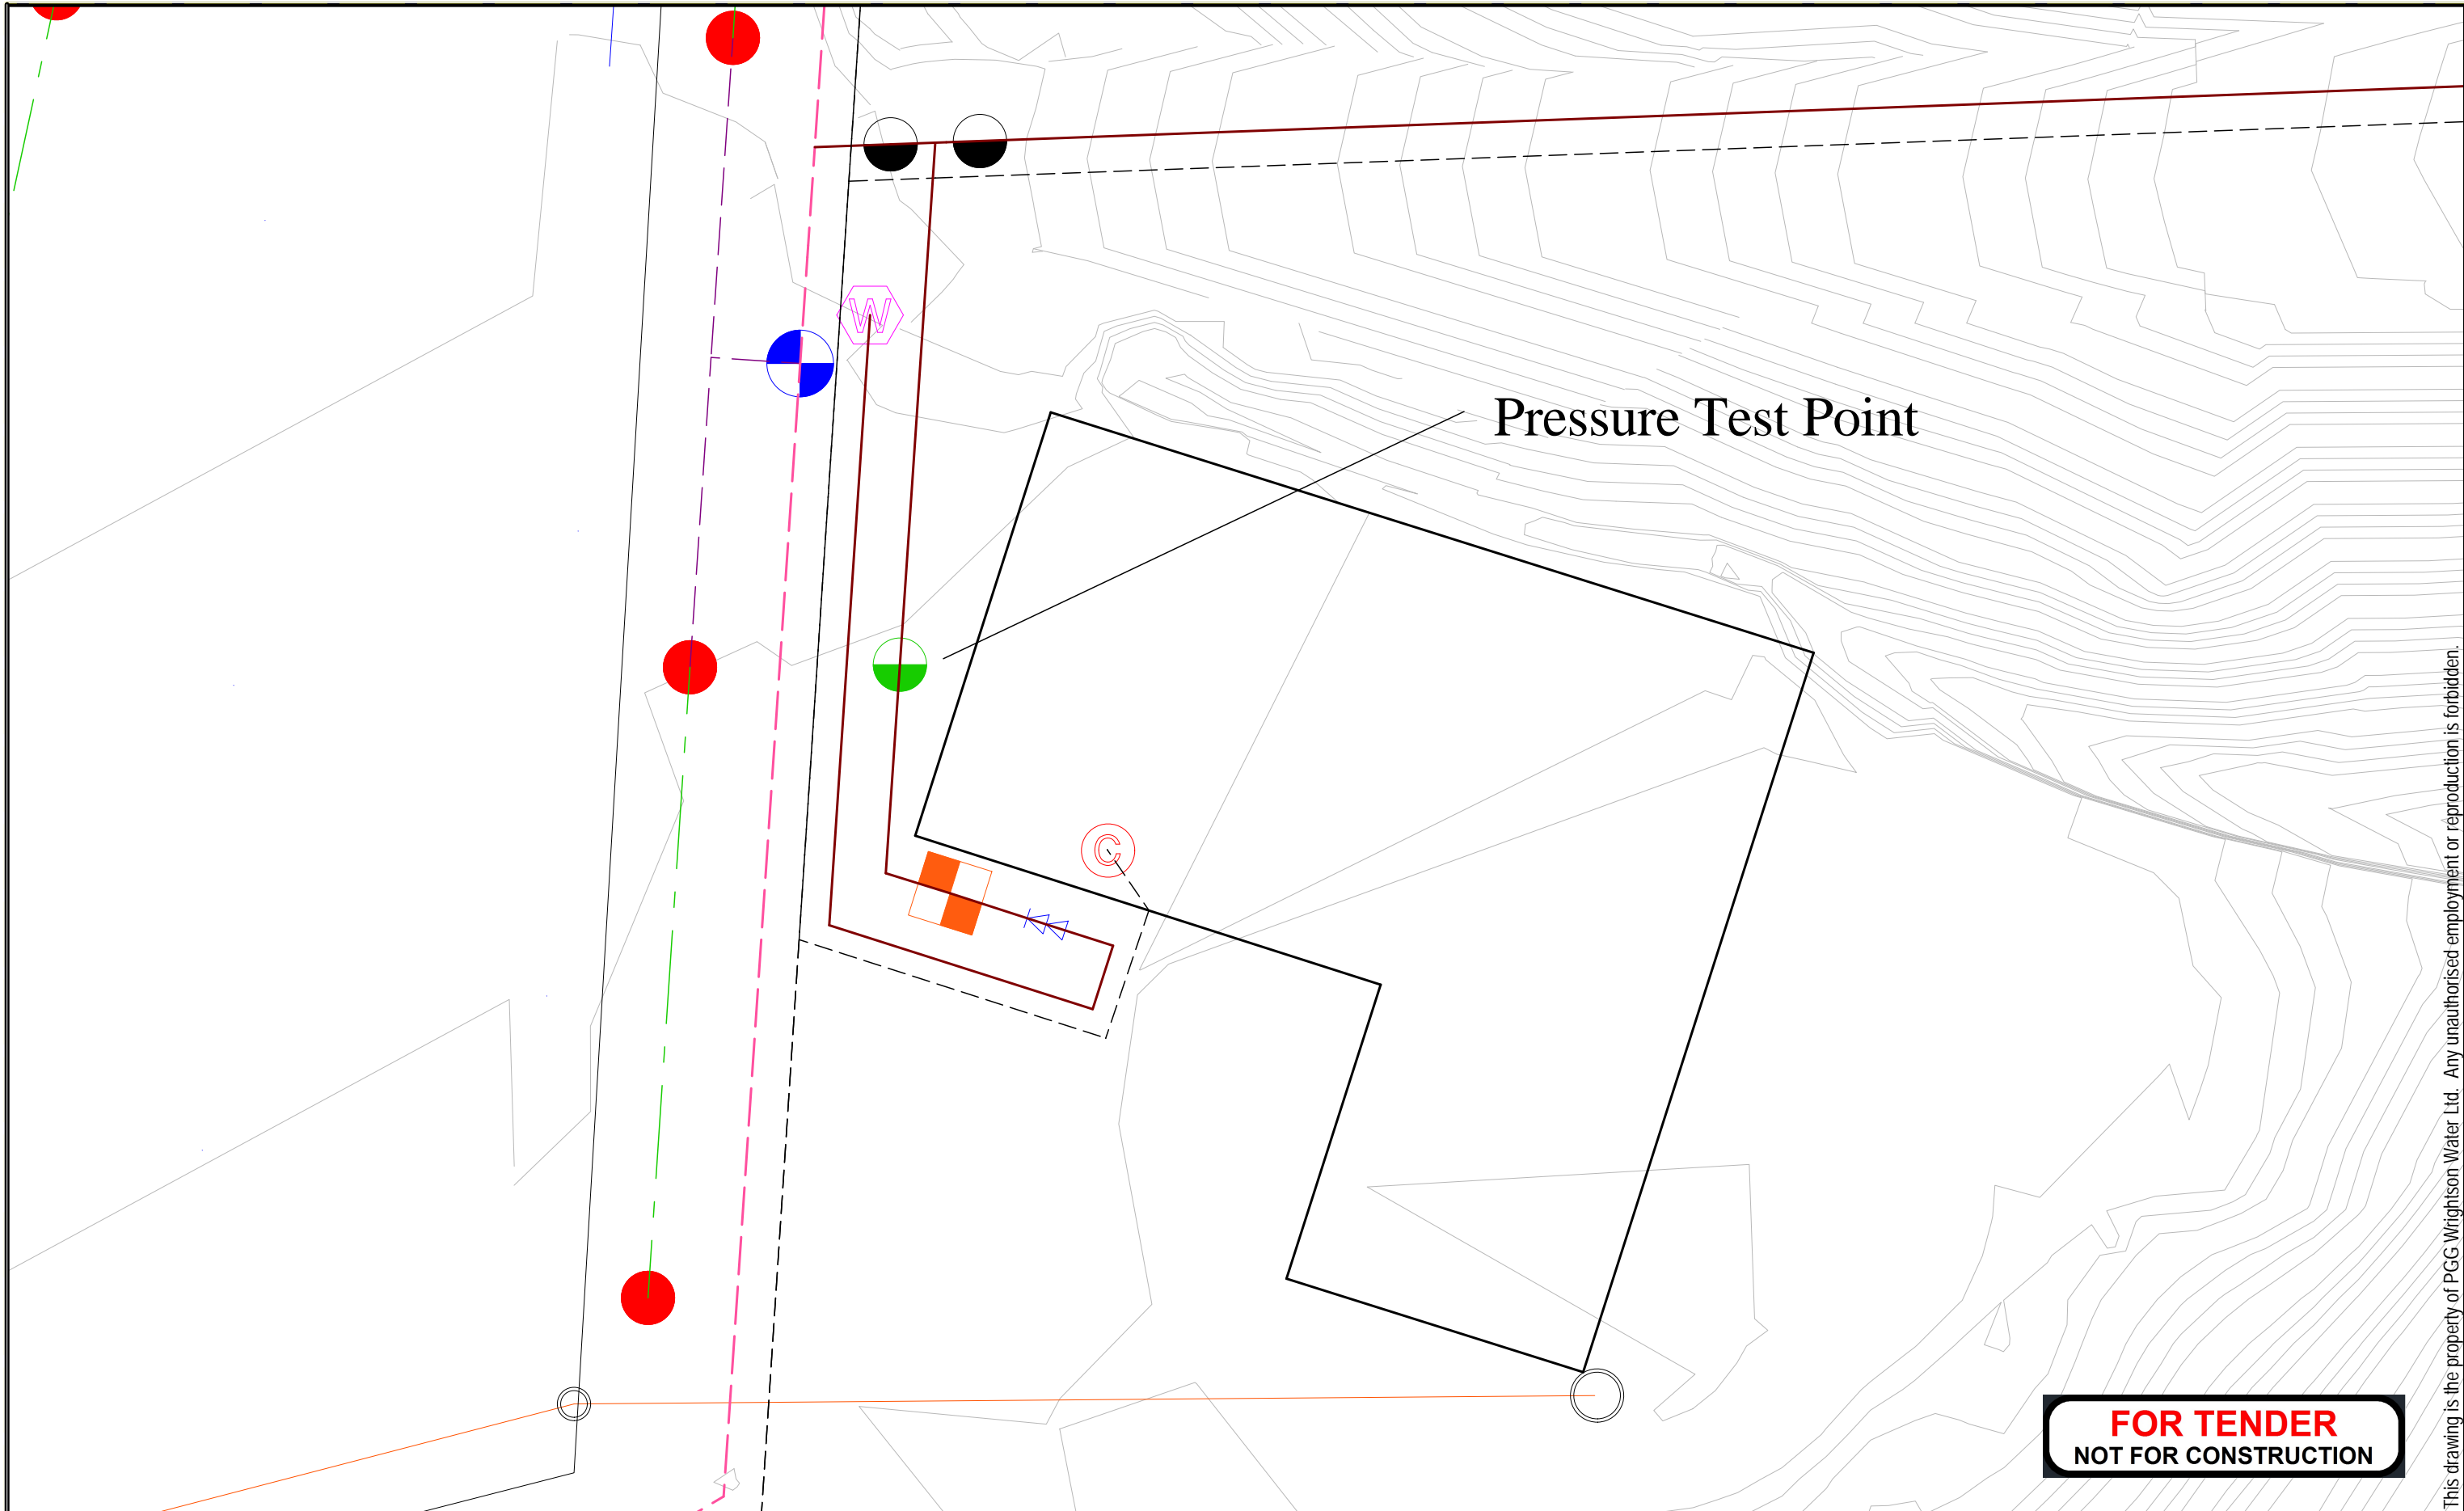 W
Pressure Test Point
C
FOR TENDER
NOT FOR CONSTRUCTION
This drawing is the property of PGG Wrightson Water Ltd. Any unauthorised employment or reproduction is forbidden.